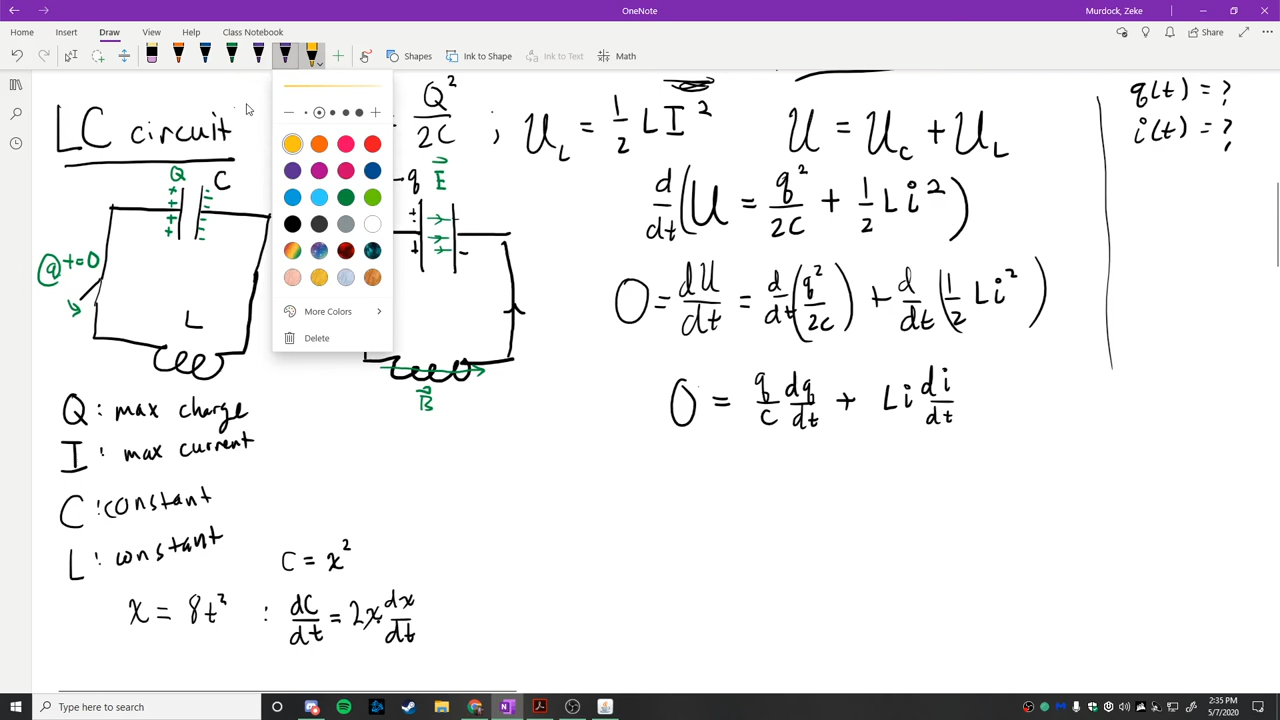 OneNote
Murdock, Zeke
Home Insert Draw View Help Class Notebook
Share
Shapes
Ink to Shape
Ink to Text
Math
More Colors
Delete
LC circuit
Q
C
@ t=0
L
Q : max charge
I : max current
C : constant
L : constant
C = x²
x = 8t² : dC/dt = 2x dx/dt
Q²/2C ; U_L = 1/2 LI²
q
E
+
+
-
B
U = U_C + U_L
d/dt (U = q²/2C + 1/2 Li²)
0 = dU/dt = d/dt (q²/2C) + d/dt (1/2 Li²)
0 = q/C dq/dt + Li di/dt
q(t) = ?
i(t) = ?
Type here to search
2:35 PM
5/7/2020